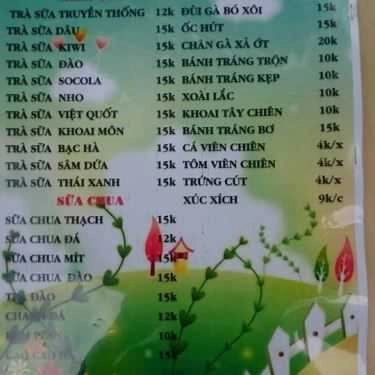 TRÀ SỮA TRUYỀN THỐNG 12k
TRÀ SỮA DÂU 15k
TRÀ SỮA KIWI 15k
TRÀ SỮA ĐÀO 15k
TRÀ SỮA SOCOLA 15k
TRÀ SỮA NHO 15k
TRÀ SỮA VIỆT QUỐT 15k
TRÀ SỮA KHOAI MÔN 15k
TRÀ SỮA BẠC HÀ 15k
TRÀ SỮA SÂM DỨA 15k
TRÀ SỮA THÁI XANH 15k
SỮA CHUA
SỮA CHUA THẠCH 15k
SỮA CHUA ĐÁ 12k
SỮA CHUA MÍT 15k
SỮA CHUA ĐÀO 15k
TRÀ ĐÀO 15k
ĐÁ 12k
10k
CAO 15k
ĐÙI GÀ BÓ XÔI 15k
ỐC HÚT 15k
CHÂN GÀ XẢ ỚT 20k
BÁNH TRÁNG TRỘN 10k
BÁNH TRÁNG KẸP 10k
XOÀI LẮC 10k
KHOAI TÂY CHIÊN 10k
BÁNH TRÁNG BƠ 15k
CÁ VIÊN CHIÊN 4k/x
TÔM VIÊN CHIÊN 4k/x
TRỨNG CÚT 4k/x
XÚC XÍCH 9k/c